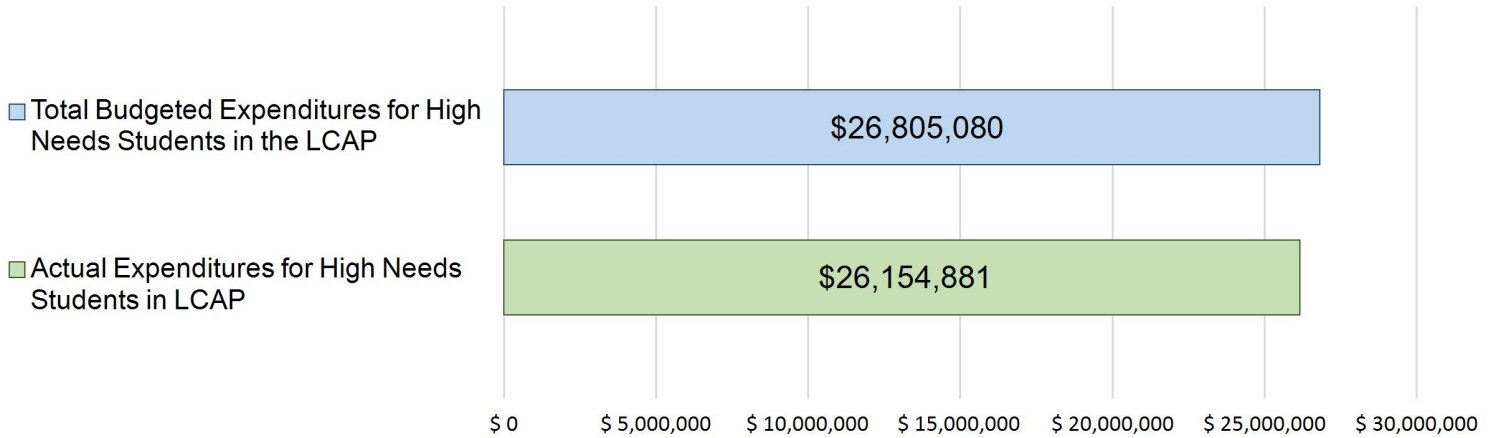 Total Budgeted Expenditures for High
Needs Students in the LCAP
$26,805,080
Actual Expenditures for High Needs
Students in LCAP
$26,154,881
$ 0 $ 5,000,000 $ 10,000,000 $ 15,000,000 $ 20,000,000 $ 25,000,000 $ 30,000,000